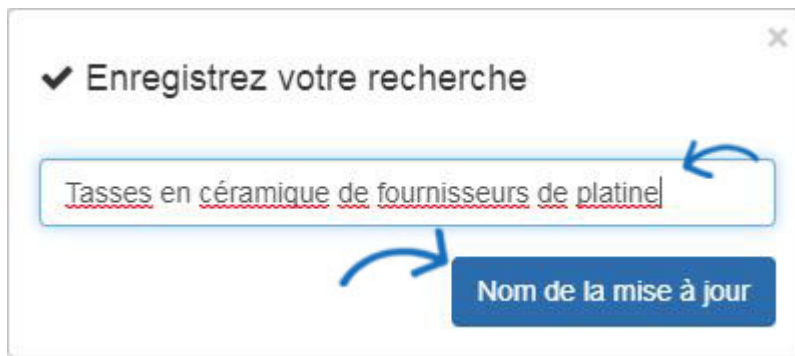 Enregistrez votre recherche
Tasses en céramique de fournisseurs de platine
Nom de la mise à jour